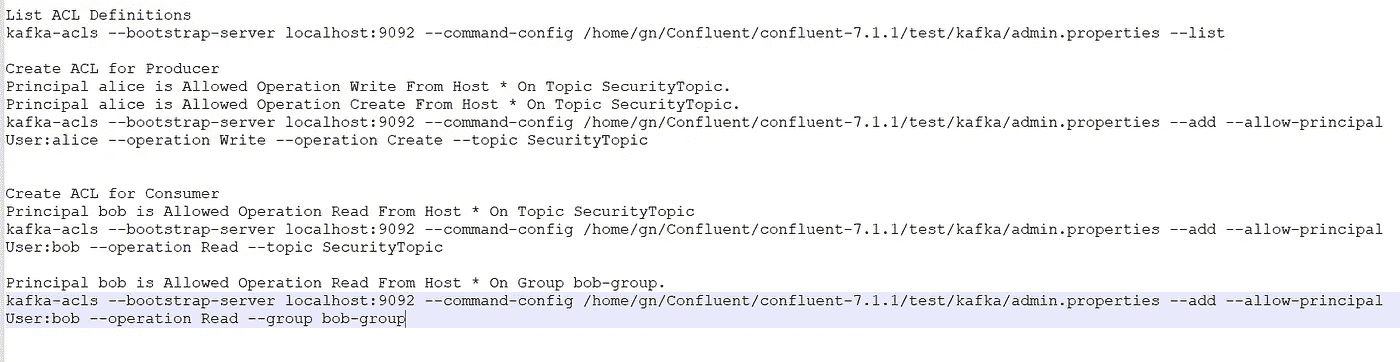 List ACL Definitions
kafka-acls --bootstrap-server localhost:9092 --command-config /home/gn/Confluent/confluent-7.1.1/test/kafka/admin.properties --list
Create ACL for Producer
Principal alice is Allowed Operation Write From Host * On Topic SecurityTopic.
Principal alice is Allowed Operation Create From Host * On Topic SecurityTopic.
kafka-acls --bootstrap-server localhost:9092 --command-config /home/gn/Confluent/confluent-7.1.1/test/kafka/admin.properties --add --allow-principal
User:alice --operation Write --operation Create --topic SecurityTopic
Create ACL for Consumer
Principal bob is Allowed Operation Read From Host * On Topic SecurityTopic
kafka-acls --bootstrap-server localhost:9092 --command-config /home/gn/Confluent/confluent-7.1.1/test/kafka/admin.properties --add --allow-principal
User:bob --operation Read --topic SecurityTopic
Principal bob is Allowed Operation Read From Host * On Group bob-group.
kafka-acls --bootstrap-server localhost:9092 --command-config /home/gn/Confluent/confluent-7.1.1/test/kafka/admin.properties --add --allow-principal
User:bob --operation Read --group bob-group